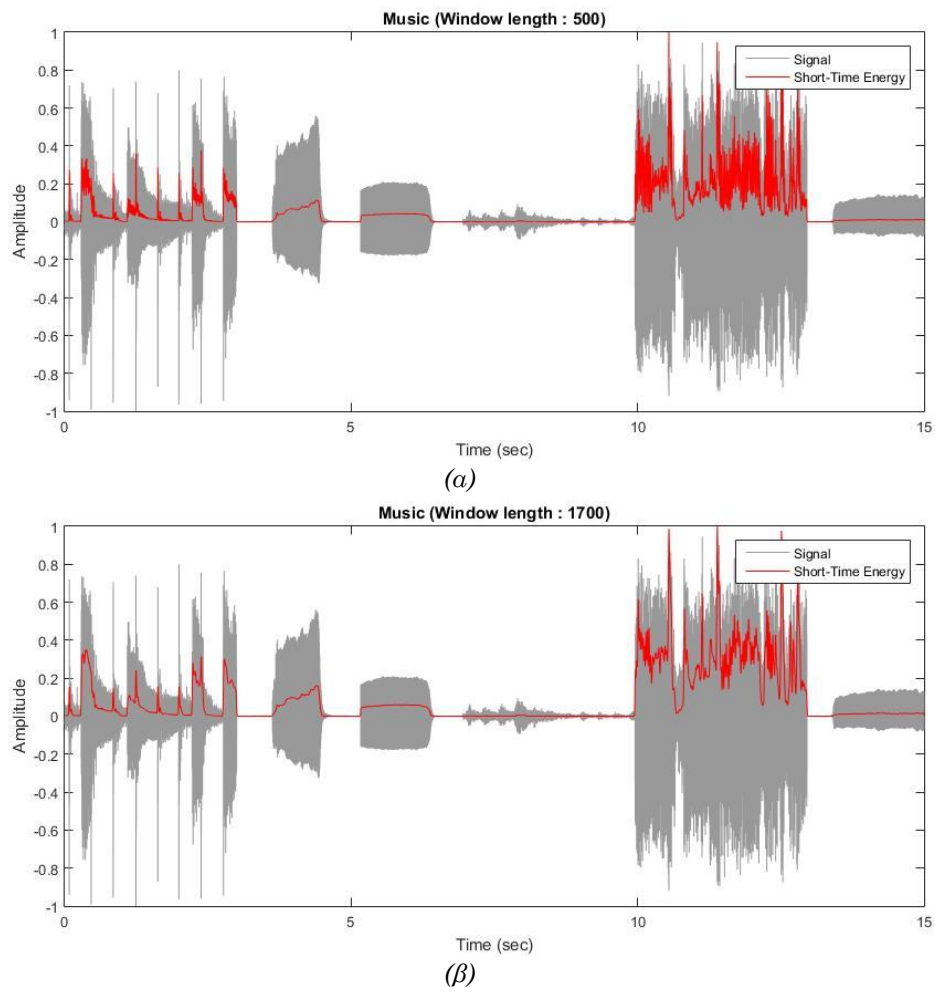 Music (Window length : 500)
Signal
Short-Time Energy
1
0.8
0.6
0.4
0.2
0
-0.2
-0.4
-0.6
-0.8
-1
Amplitude
0 5 10 15
Time (sec)
(α)
Music (Window length : 1700)
Signal
Short-Time Energy
1
0.8
0.6
0.4
0.2
0
-0.2
-0.4
-0.6
-0.8
-1
Amplitude
0 5 10 15
Time (sec)
(β)